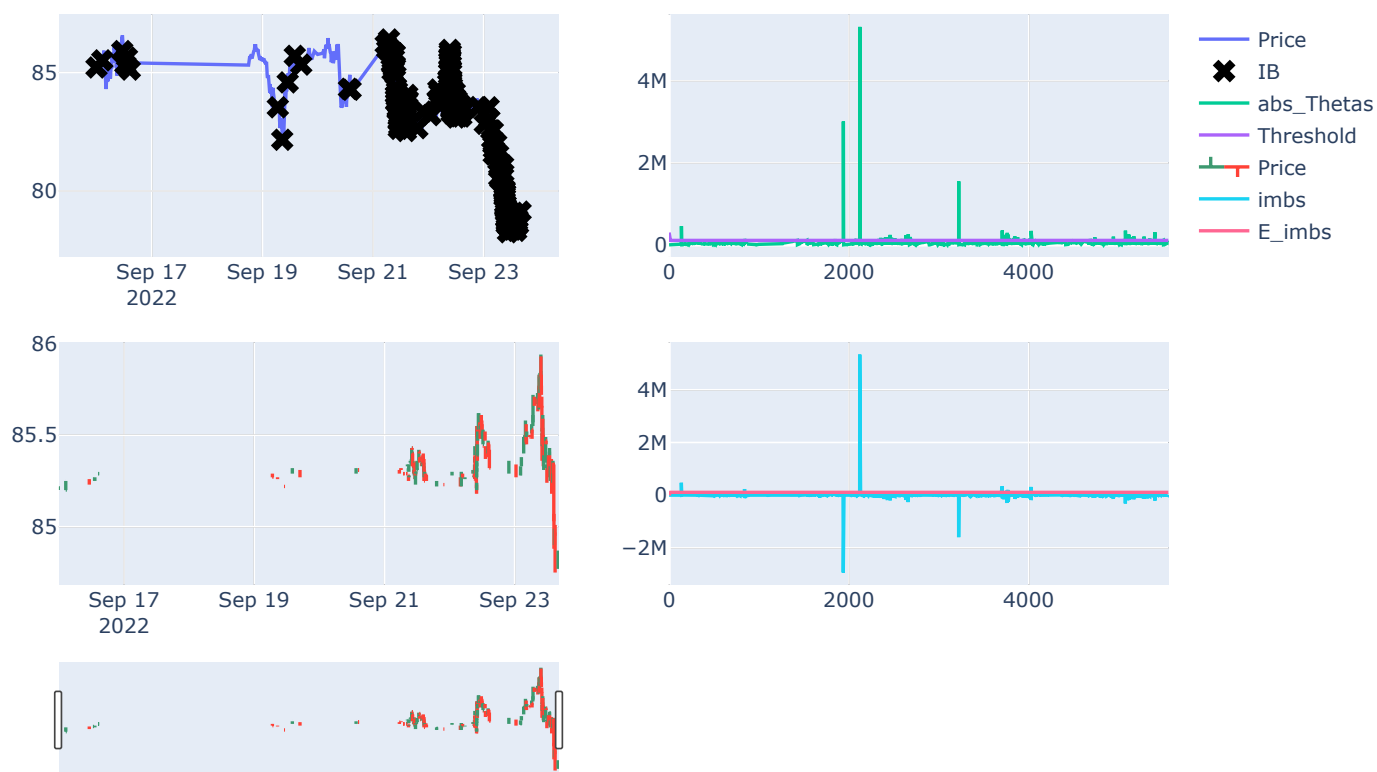 85
80
Sep 17
2022
Sep 19
Sep 21
Sep 23
4M
2M
0
0
2000
4000
Price
IB
abs_Thetas
Threshold
Price
imbs
E_imbs
86
85.5
85
Sep 17
2022
Sep 19
Sep 21
Sep 23
4M
2M
0
−2M
0
2000
4000